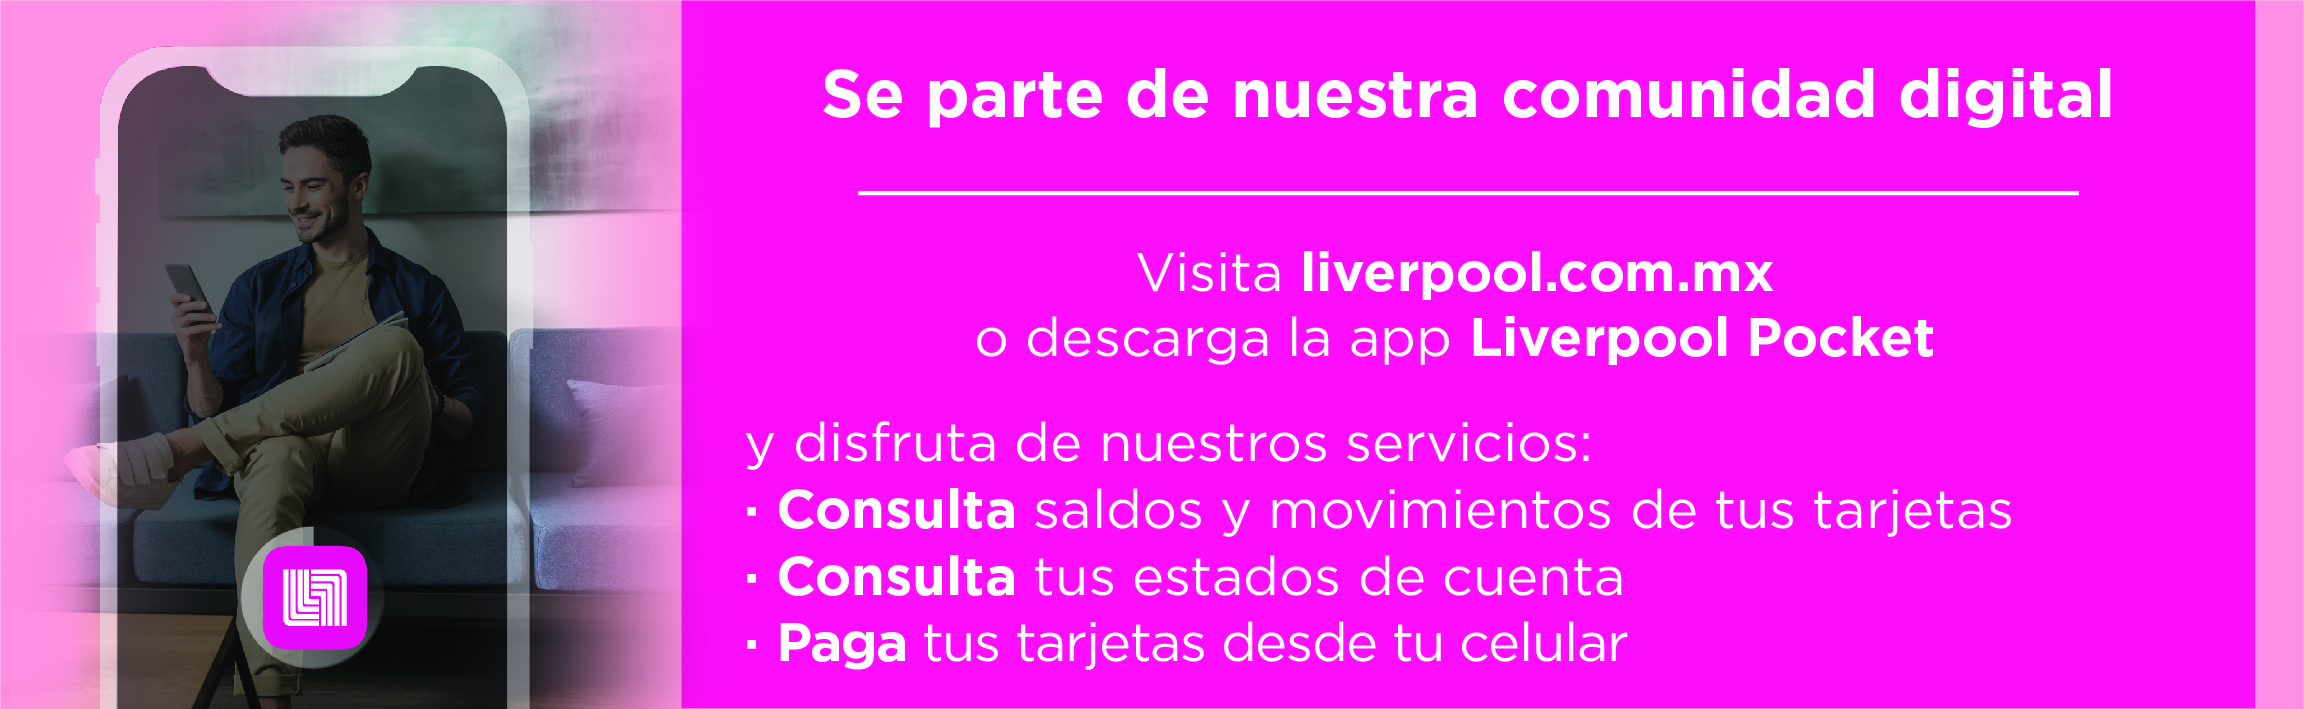 Se parte de nuestra comunidad digital
Visita liverpool.com.mx
o descarga la app Liverpool Pocket
y disfruta de nuestros servicios:
· Consulta saldos y movimientos de tus tarjetas
· Consulta tus estados de cuenta
· Paga tus tarjetas desde tu celular